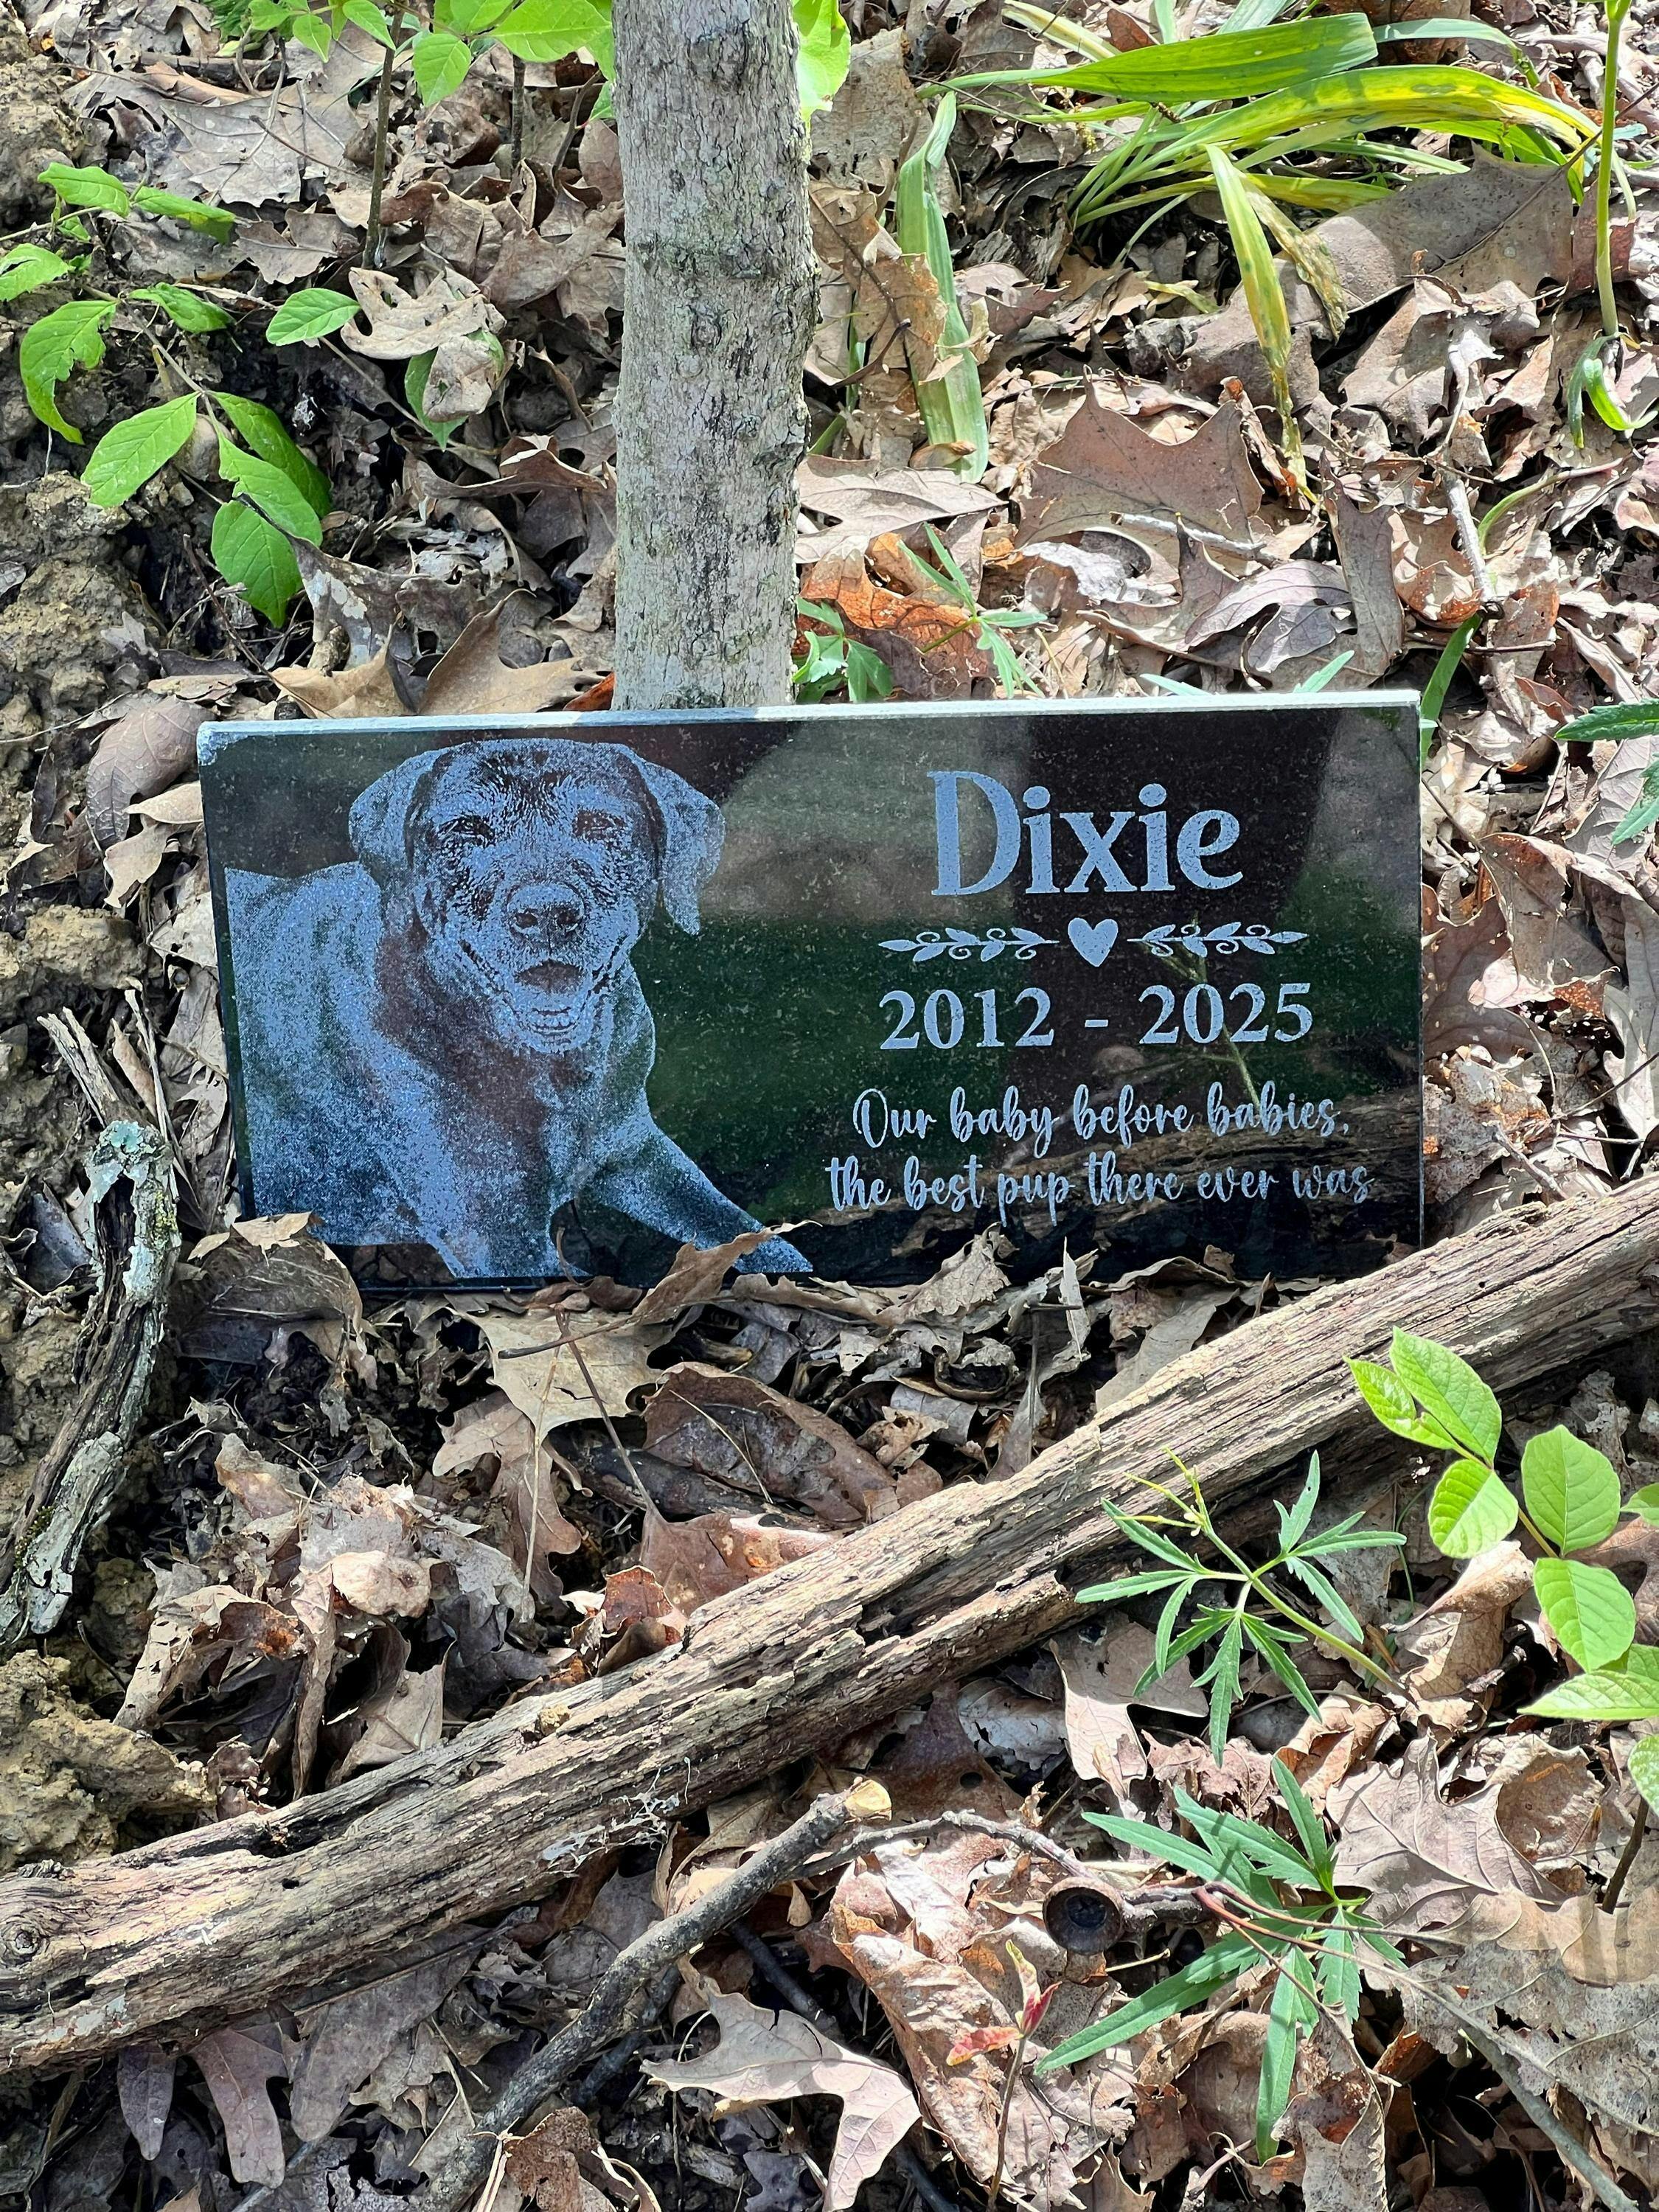 Dixie
2012 - 2025
Our baby before babies,
the best pup there ever was